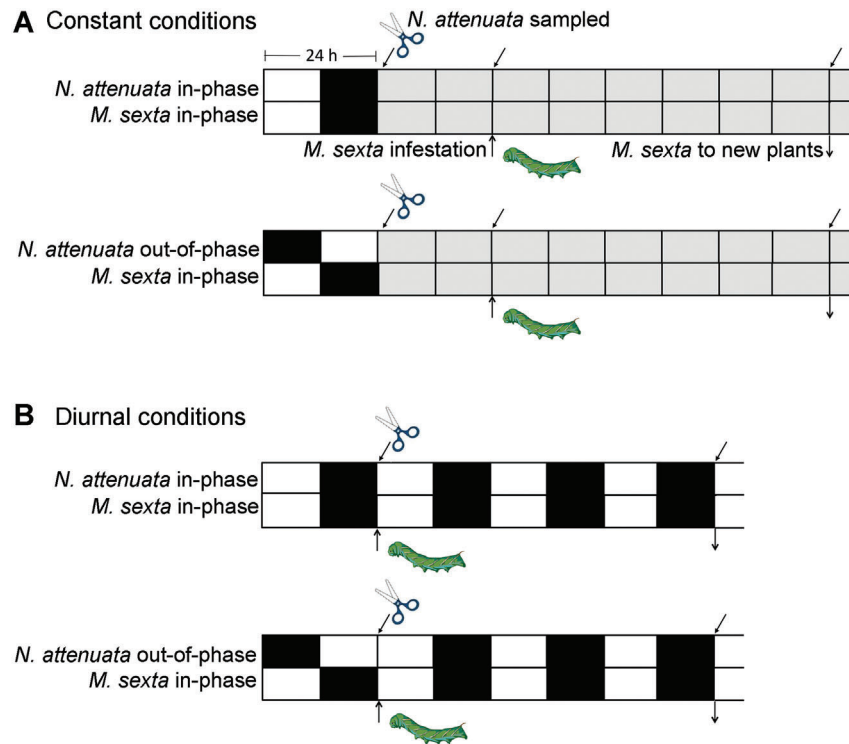 A Constant conditions
N. attenuata sampled
24 h
N. attenuata in-phase
M. sexta in-phase
M. sexta infestation
M. sexta to new plants
N. attenuata out-of-phase
M. sexta in-phase
B Diurnal conditions
N. attenuata in-phase
M. sexta in-phase
N. attenuata out-of-phase
M. sexta in-phase